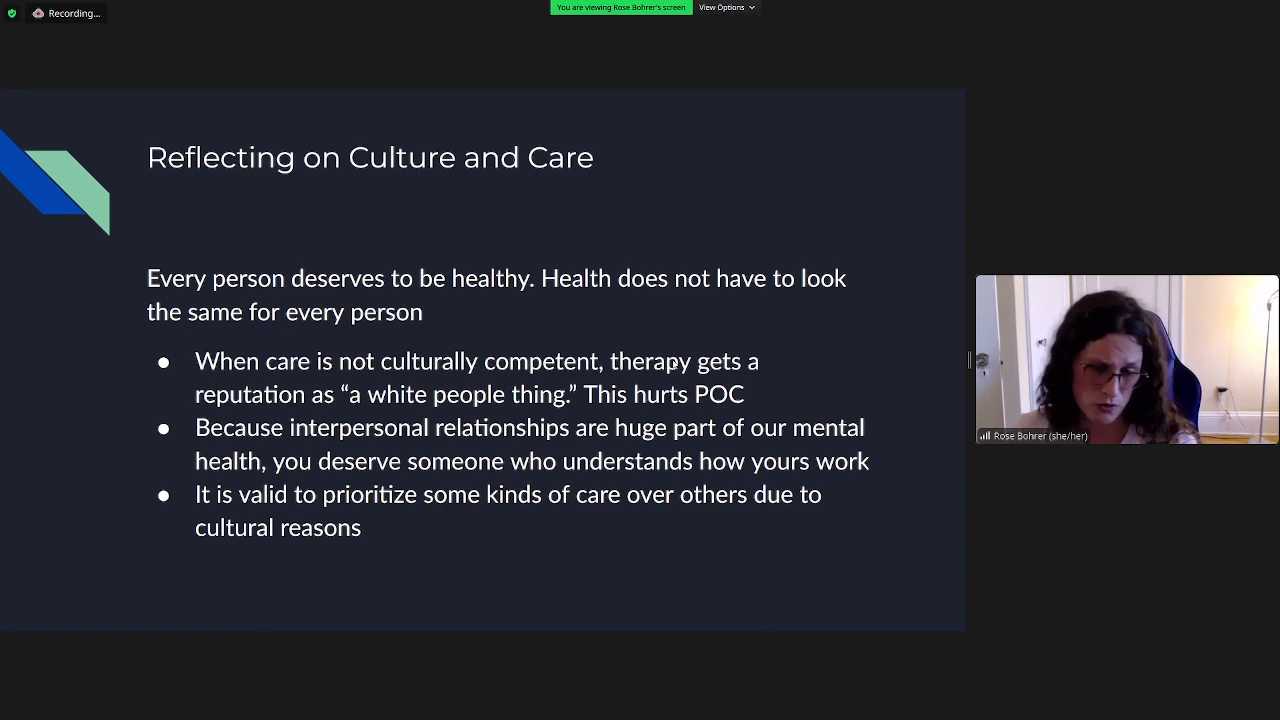 Recording...
You are viewing Rose Bohrer's screen
View Options
Reflecting on Culture and Care
Every person deserves to be healthy. Health does not have to look
the same for every person
● When care is not culturally competent, therapy gets a
reputation as “a white people thing.” This hurts POC
● Because interpersonal relationships are huge part of our mental
health, you deserve someone who understands how yours work
● It is valid to prioritize some kinds of care over others due to
cultural reasons
Rose Bohrer (she/her)